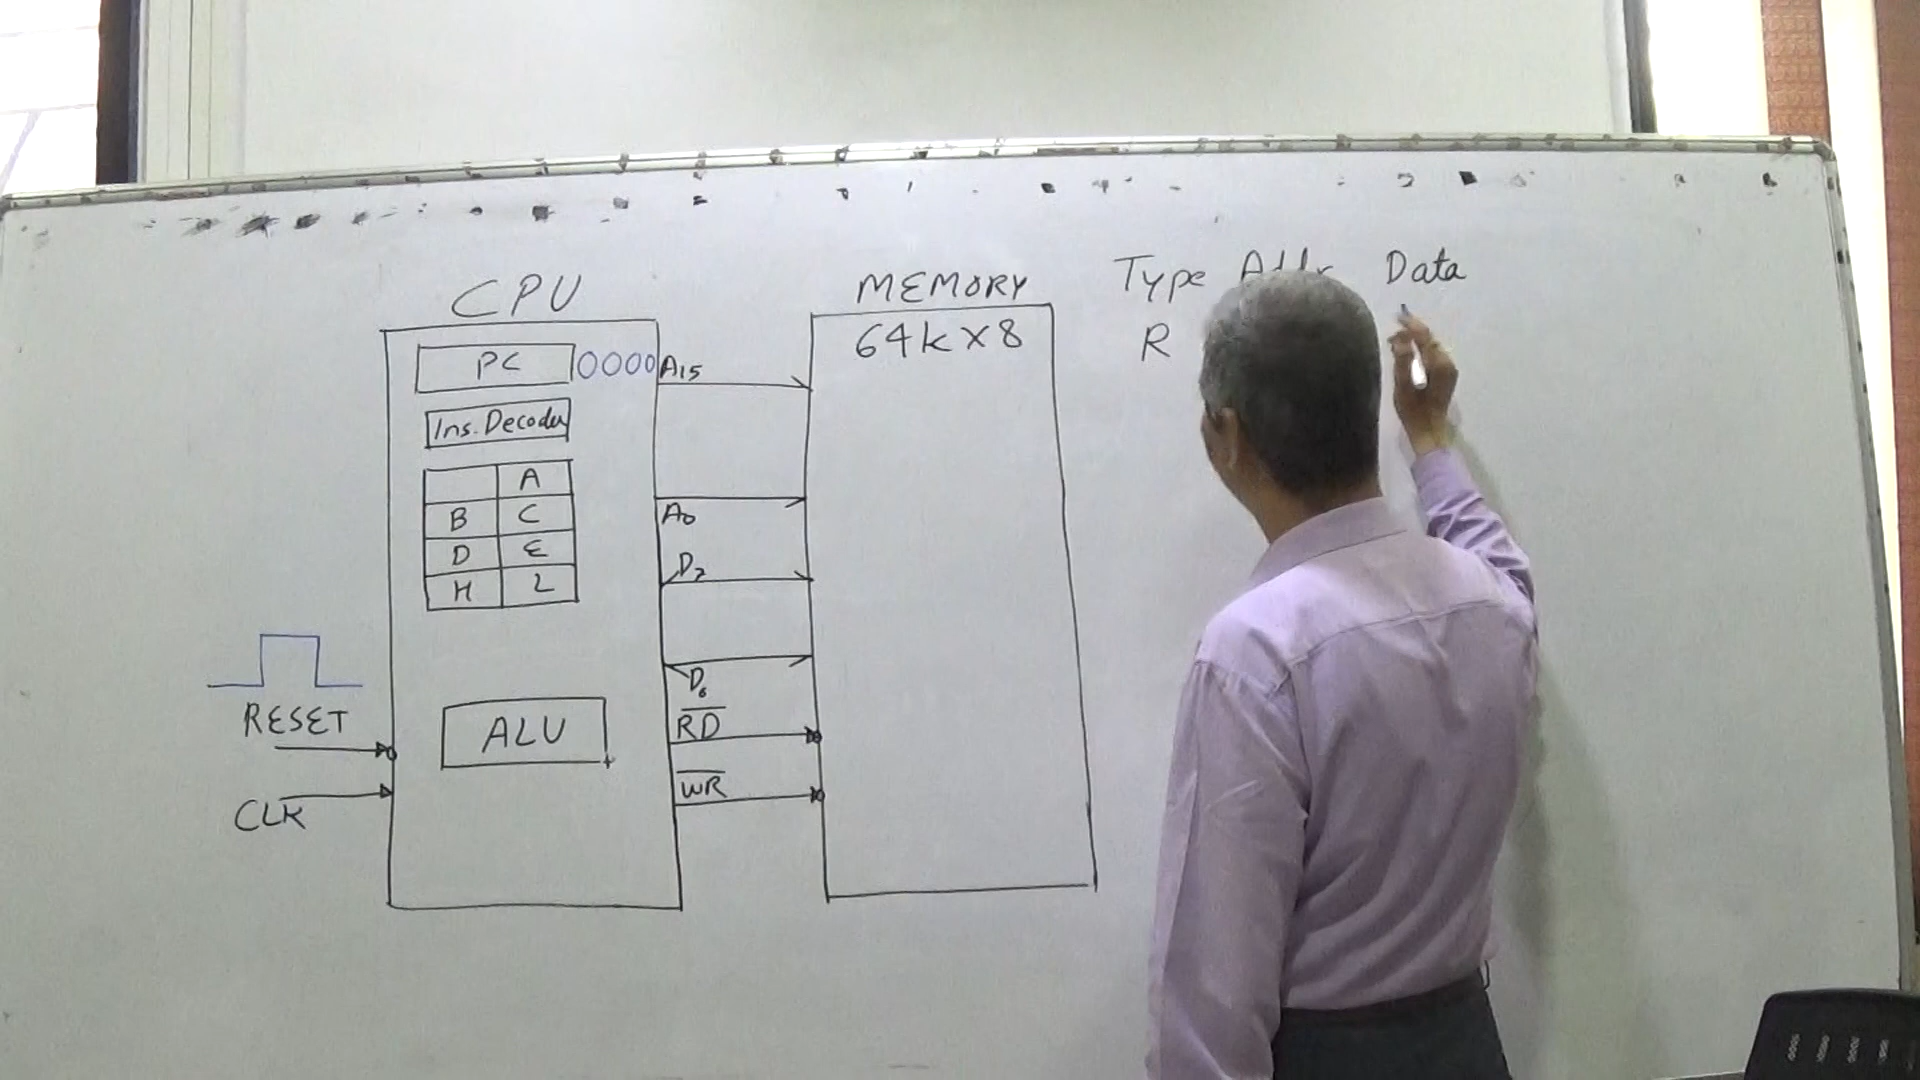 CPU
MEMORY
Type Addr Data
PC 0000 A15
64K X 8
R
Ins. Decoder
A
A0
B C
D E
D7
H L
D0
RESET
ALU
RD
WR
CLK